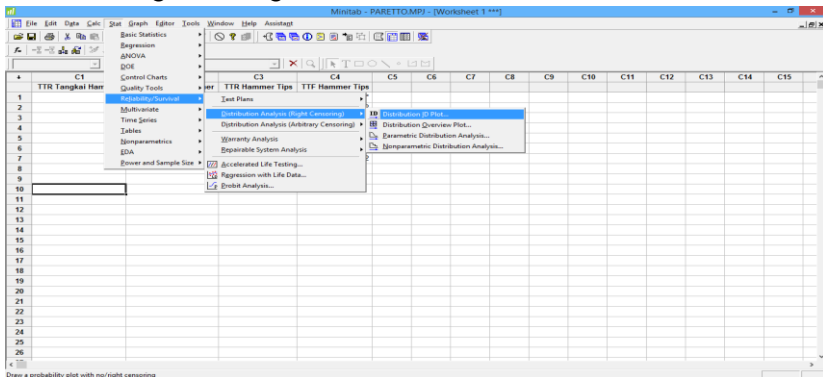 Minitab - PARETTO.MPJ - [Worksheet 1 ***]
File Edit Data Calc Stat Graph Editor Tools Window Help Assistant
Basic Statistics
Regression
ANOVA
DOE
Control Charts
Quality Tools
Reliability/Survival
Multivariate
Time Series
Tables
Nonparametrics
EDA
Power and Sample Size
Test Plans
Distribution Analysis (Right Censoring)
Distribution Analysis (Arbitrary Censoring)
Warranty Analysis
Repairable System Analysis
Accelerated Life Testing...
Regression with Life Data...
Probit Analysis...
Distribution ID Plot...
Distribution Overview Plot...
Parametric Distribution Analysis...
Nonparametric Distribution Analysis...
C1 C3 C4 C5 C6 C7 C8 C9 C10 C11 C12 C13 C14 C15
TTR Tangkai Ham er TTR Hammer Tips TTF Hammer Tips
1
2
3
4
5
6
7
8
9
10
11
12
13
14
15
16
17
18
19
20
21
22
23
24
25
26
Draw a probability plot with no/right censoring